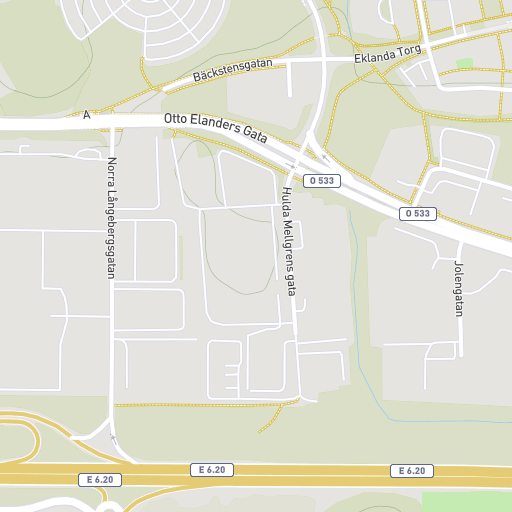 Eklanda Torg
Bäckstensgatan
A
Otto Elanders Gata
O 533
O 533
Norra Långebergsgatan
Hulda Mellgrens gata
Jolengatan
E 6.20
E 6.20
E 6.20